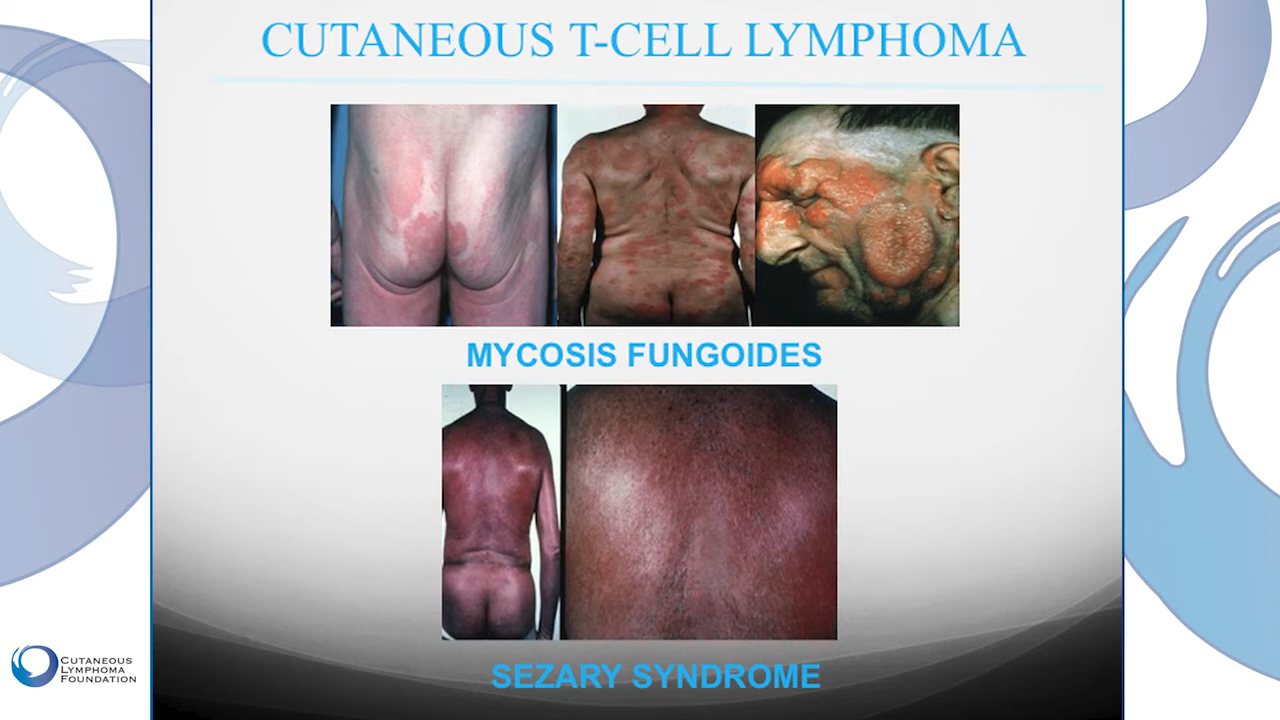 CUTANEOUS T-CELL LYMPHOMA
MYCOSIS FUNGOIDES
SEZARY SYNDROME
CUTANEOUS
LYMPHOMA
FOUNDATION